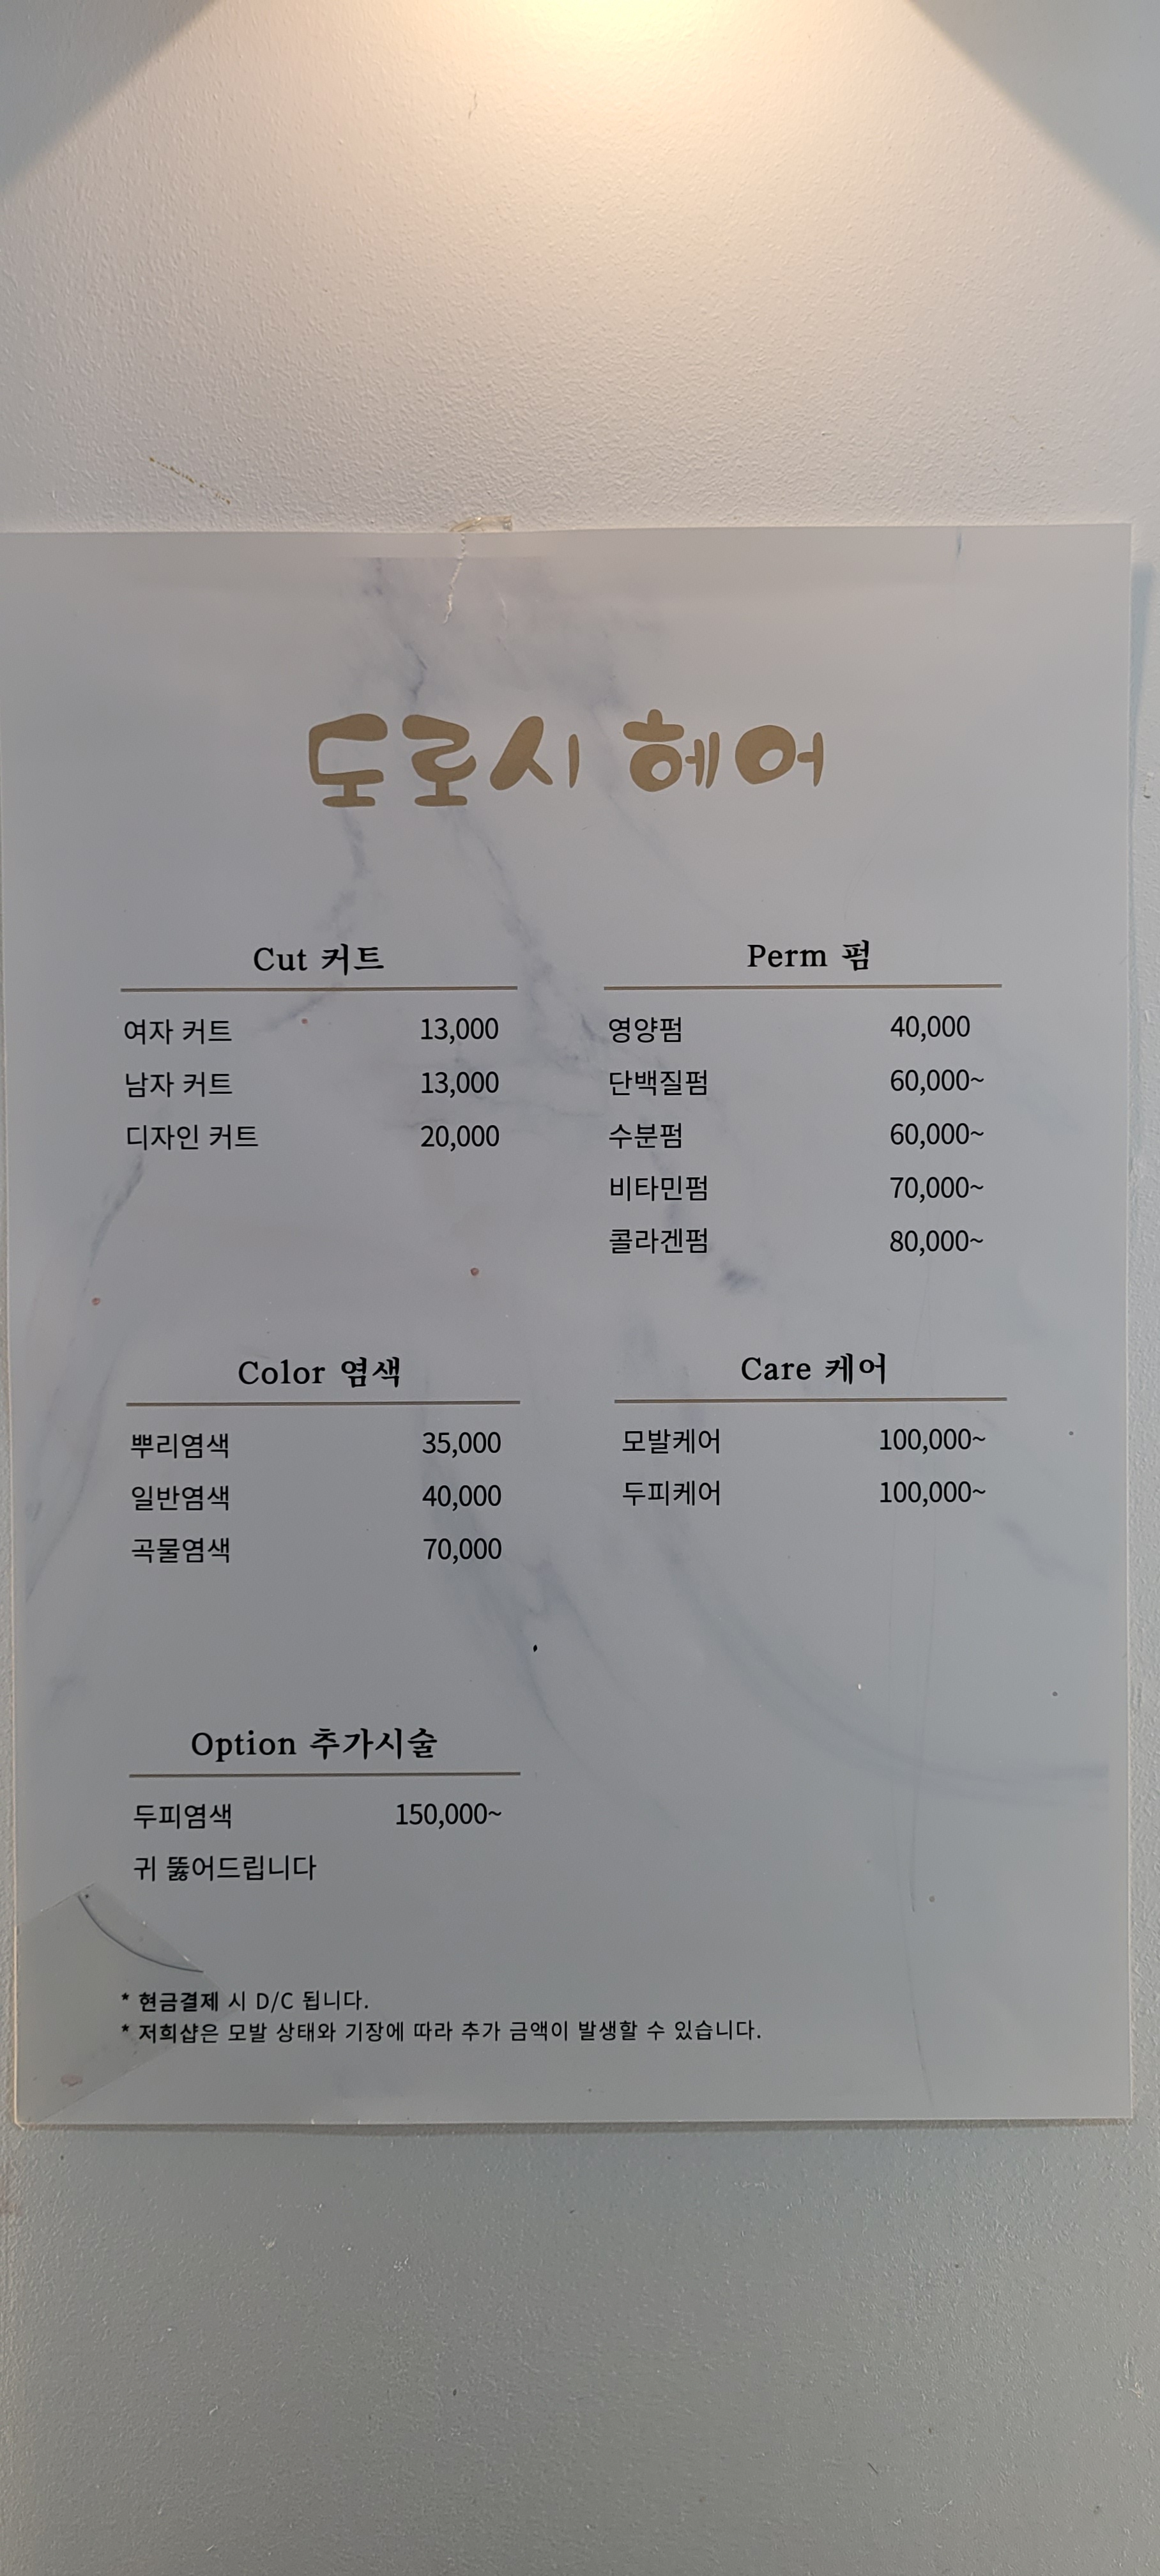 도로시 헤어
Cut 커트
여자 커트 13,000
남자 커트 13,000
디자인 커트 20,000
Perm 펌
영양펌 40,000
단백질펌 60,000~
수분펌 60,000~
비타민펌 70,000~
콜라겐펌 80,000~
Color 염색
뿌리염색 35,000
일반염색 40,000
곡물염색 70,000
Care 케어
모발케어 100,000~
두피케어 100,000~
Option 추가시술
두피염색 150,000~
귀 뚫어드립니다
* 현금결제 시 D/C 됩니다.
* 저희샵은 모발 상태와 기장에 따라 추가 금액이 발생할 수 있습니다.